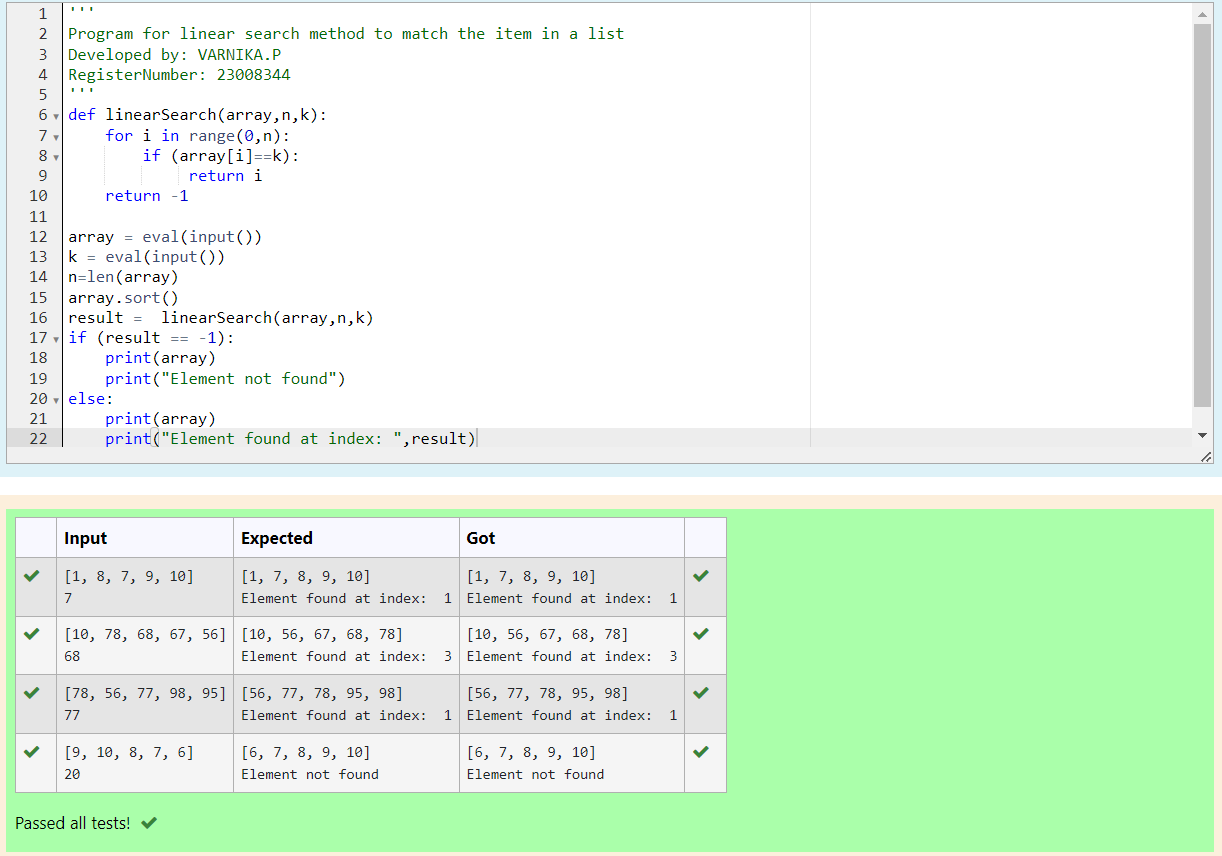 1 '''
2 Program for linear search method to match the item in a list
3 Developed by: VARNIKA.P
4 RegisterNumber: 23008344
5 '''
6 def linearSearch(array,n,k):
7     for i in range(0,n):
8         if (array[i]==k):
9              return i
10     return -1
11
12 array = eval(input())
13 k = eval(input())
14 n=len(array)
15 array.sort()
16 result =  linearSearch(array,n,k)
17 if (result == -1):
18     print(array)
19     print("Element not found")
20 else:
21     print(array)
22     print("Element found at index: ",result)
Input Expected Got
[1, 8, 7, 9, 10] [1, 7, 8, 9, 10] [1, 7, 8, 9, 10]
7 Element found at index:  1 Element found at index:  1
[10, 78, 68, 67, 56] [10, 56, 67, 68, 78] [10, 56, 67, 68, 78]
68 Element found at index:  3 Element found at index:  3
[78, 56, 77, 98, 95] [56, 77, 78, 95, 98] [56, 77, 78, 95, 98]
77 Element found at index:  1 Element found at index:  1
[9, 10, 8, 7, 6] [6, 7, 8, 9, 10] [6, 7, 8, 9, 10]
20 Element not found Element not found
Passed all tests!